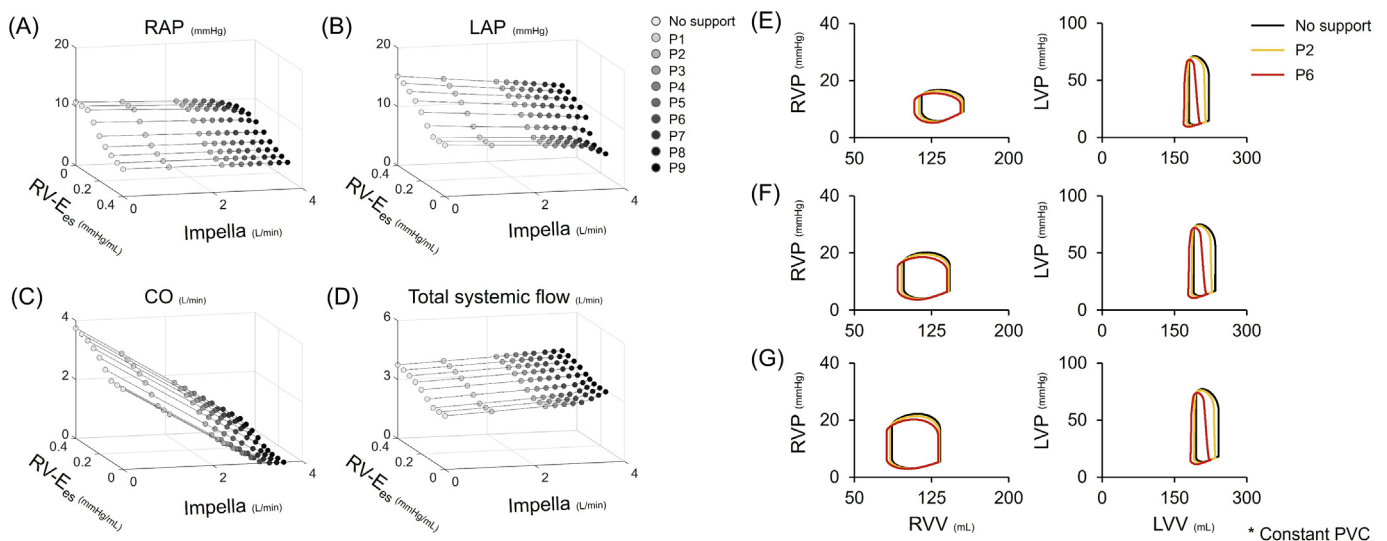 (A) RAP (mmHg)
20
10
0
0
0.2
0.4
RV-Ees (mmHg/mL)
0
2
4
Impella (L/min)
(B) LAP (mmHg)
20
10
0
0
0.2
0.4
RV-Ees (mmHg/mL)
0
2
4
Impella (L/min)
No support
P1
P2
P3
P4
P5
P6
P7
P8
P9
(C) CO (L/min)
4
2
0
0.4
0.2
0
RV-Ees (mmHg/mL)
0
2
4
Impella (L/min)
(D) Total systemic flow (L/min)
6
3
0
0.4
0.2
0
RV-Ees (mmHg/mL)
0
2
4
Impella (L/min)
(E)
RVP (mmHg)
40
20
0
50 125 200
LVP (mmHg)
100
50
0
0 150 300
No support
P2
P6
(F)
RVP (mmHg)
40
20
0
50 125 200
LVP (mmHg)
100
50
0
0 150 300
(G)
RVP (mmHg)
40
20
0
50 125 200
RVV (mL)
LVP (mmHg)
100
50
0
0 150 300
LVV (mL)
* Constant PVC